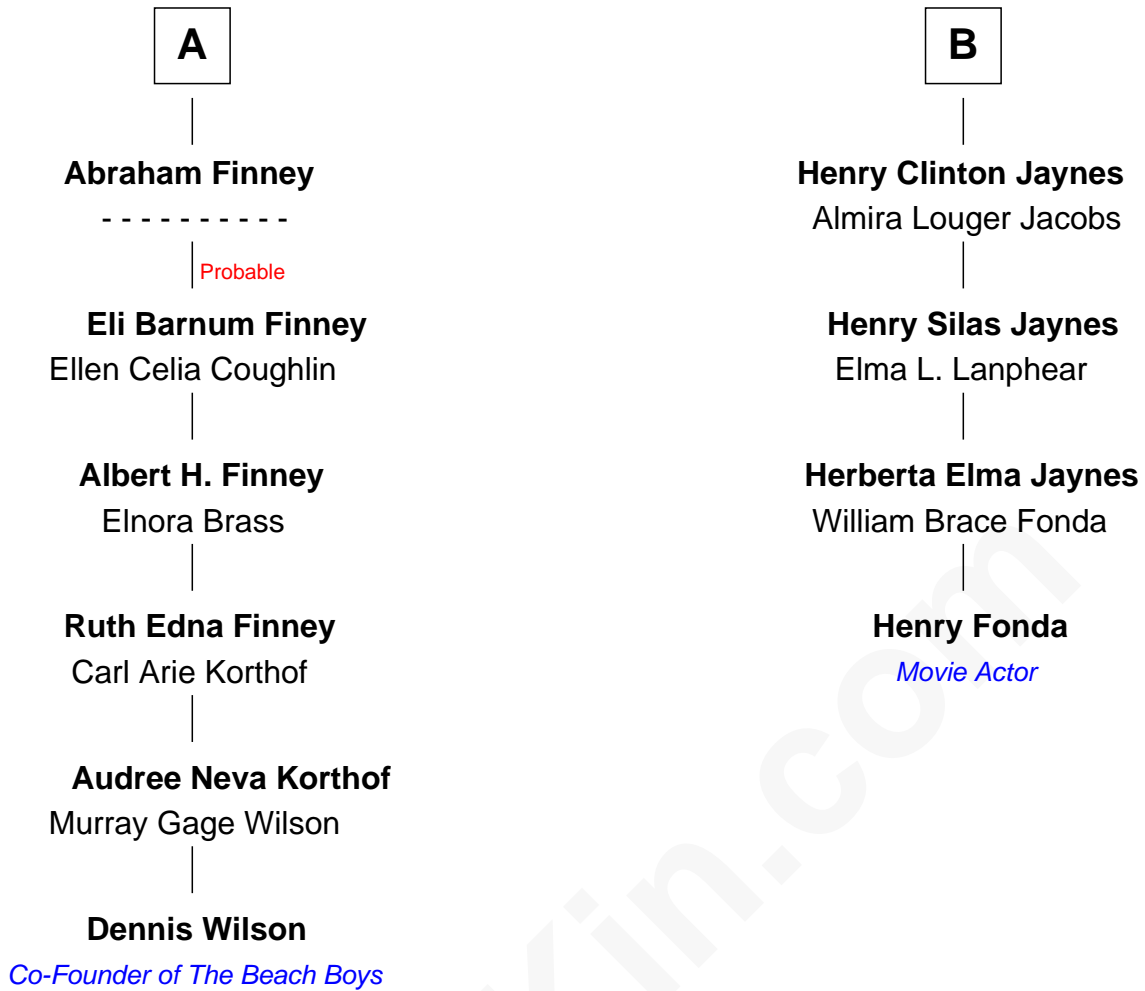 A
Abraham Finney
- - - - - - - - - -
Probable
Eli Barnum Finney
Ellen Celia Coughlin
Albert H. Finney
Elnora Brass
Ruth Edna Finney
Carl Arie Korthof
Audree Neva Korthof
Murray Gage Wilson
Dennis Wilson
Co-Founder of The Beach Boys
B
Henry Clinton Jaynes
Almira Louger Jacobs
Henry Silas Jaynes
Elma L. Lanphear
Herberta Elma Jaynes
William Brace Fonda
Henry Fonda
Movie Actor
Kin.com